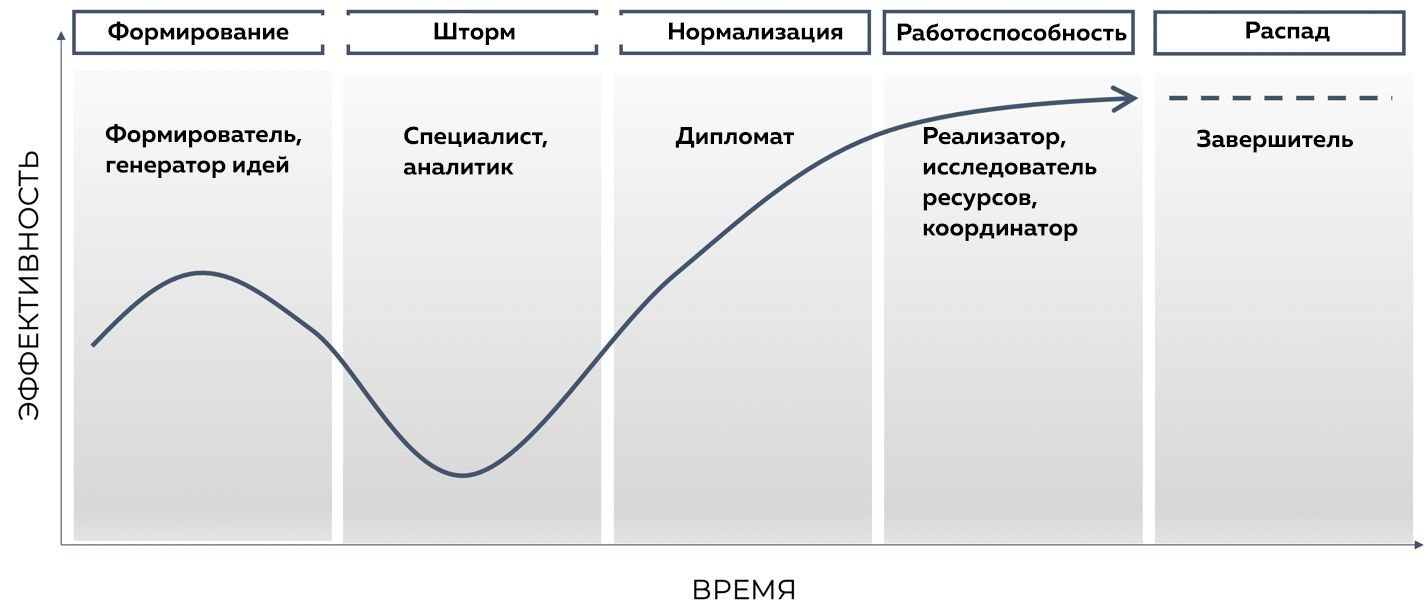 Формирование
Шторм
Нормализация
Работоспособность
Распад
Формирователь,
генератор идей
Специалист,
аналитик
Дипломат
Реализатор,
исследователь
ресурсов,
координатор
Завершитель
ЭФФЕКТИВНОСТЬ
ВРЕМЯ